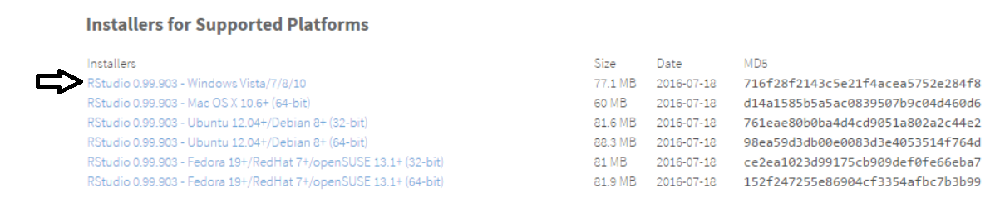 Installers for Supported Platforms
Installers Size Date MD5
RStudio 0.99.903 - Windows Vista/7/8/10 77.1 MB 2016-07-18 716f28f2143c5e21f4acea5752e284f8
RStudio 0.99.903 - Mac OS X 10.6+ (64-bit) 60 MB 2016-07-18 d14a1585b5a5ac0839507b9c04d460d6
RStudio 0.99.903 - Ubuntu 12.04+/Debian 8+ (32-bit) 81.6 MB 2016-07-18 761eae80b0ba4d4cd9051a802a2c44e2
RStudio 0.99.903 - Ubuntu 12.04+/Debian 8+ (64-bit) 88.3 MB 2016-07-18 98ea59d3db00e0083d3e4053514f764d
RStudio 0.99.903 - Fedora 19+/RedHat 7+/openSUSE 13.1+ (32-bit) 81 MB 2016-07-18 ce2ea1023d99175cb909def0fe66eba7
RStudio 0.99.903 - Fedora 19+/RedHat 7+/openSUSE 13.1+ (64-bit) 81.9 MB 2016-07-18 152f247255e86904cf3354afbc7b3b99